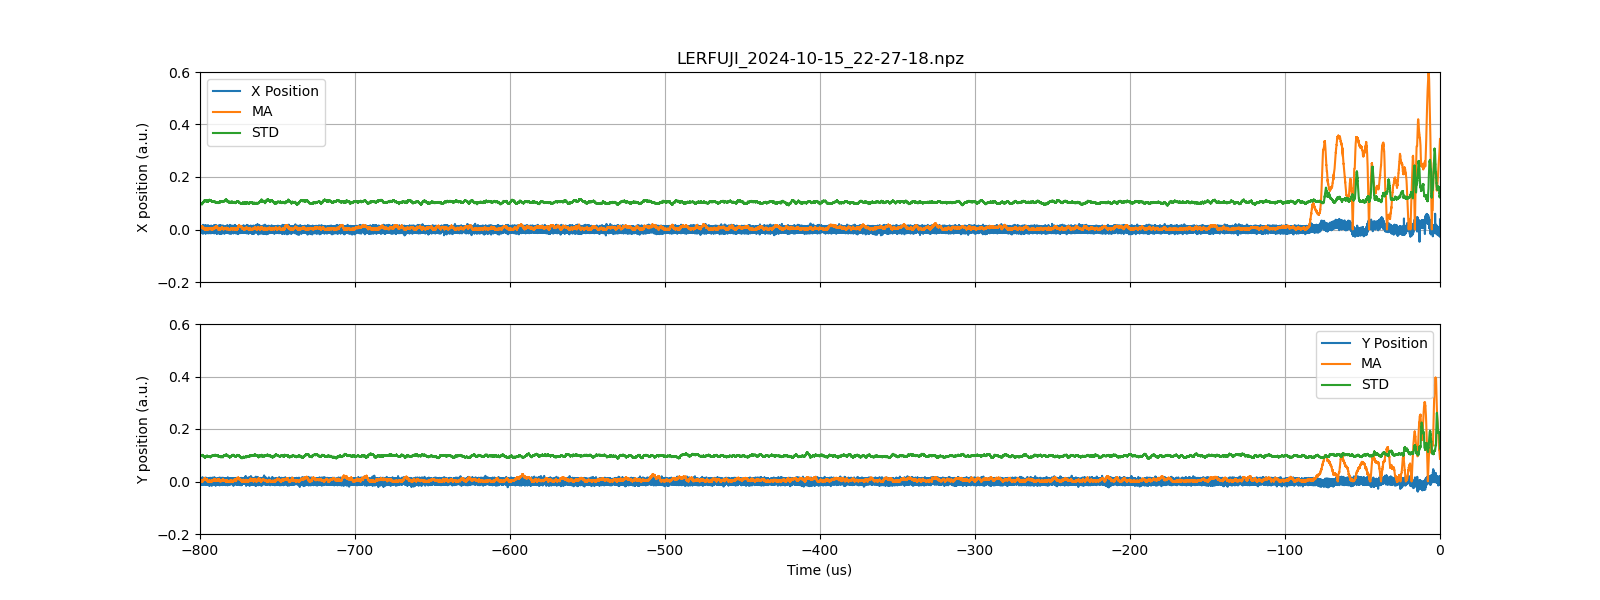 LERFUJI_2024-10-15_22-27-18.npz
0.6
0.4
0.2
0.0
−0.2
X position (a.u.)
X Position
MA
STD
0.6
0.4
0.2
0.0
−0.2
Y position (a.u.)
Y Position
MA
STD
−800 −700 −600 −500 −400 −300 −200 −100 0
Time (us)